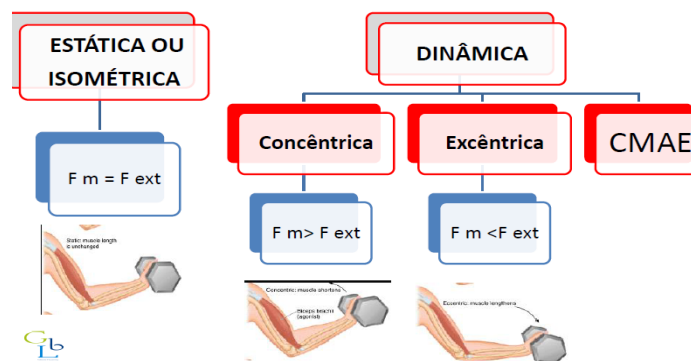 ESTÁTICA OU
ISOMÉTRICA
F m = F ext
Static: muscle length
is unchanged
DINÂMICA
Concêntrica
Excêntrica
CMAE
F m> F ext
F m <F ext
Concentric: muscle shortens
Biceps brachii
(agonist)
Eccentric: muscle lengthens
G b
L